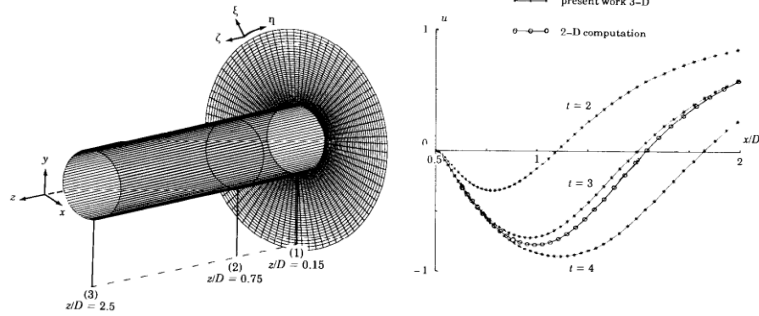 ξ
η
ζ
y
z
x
(1)
z/D = 0.15
(2)
z/D = 0.75
(3)
z/D = 2.5
present work 3-D
2-D computation
1
u
t = 2
0
0.5
1
x/D
2
t = 3
t = 4
-1